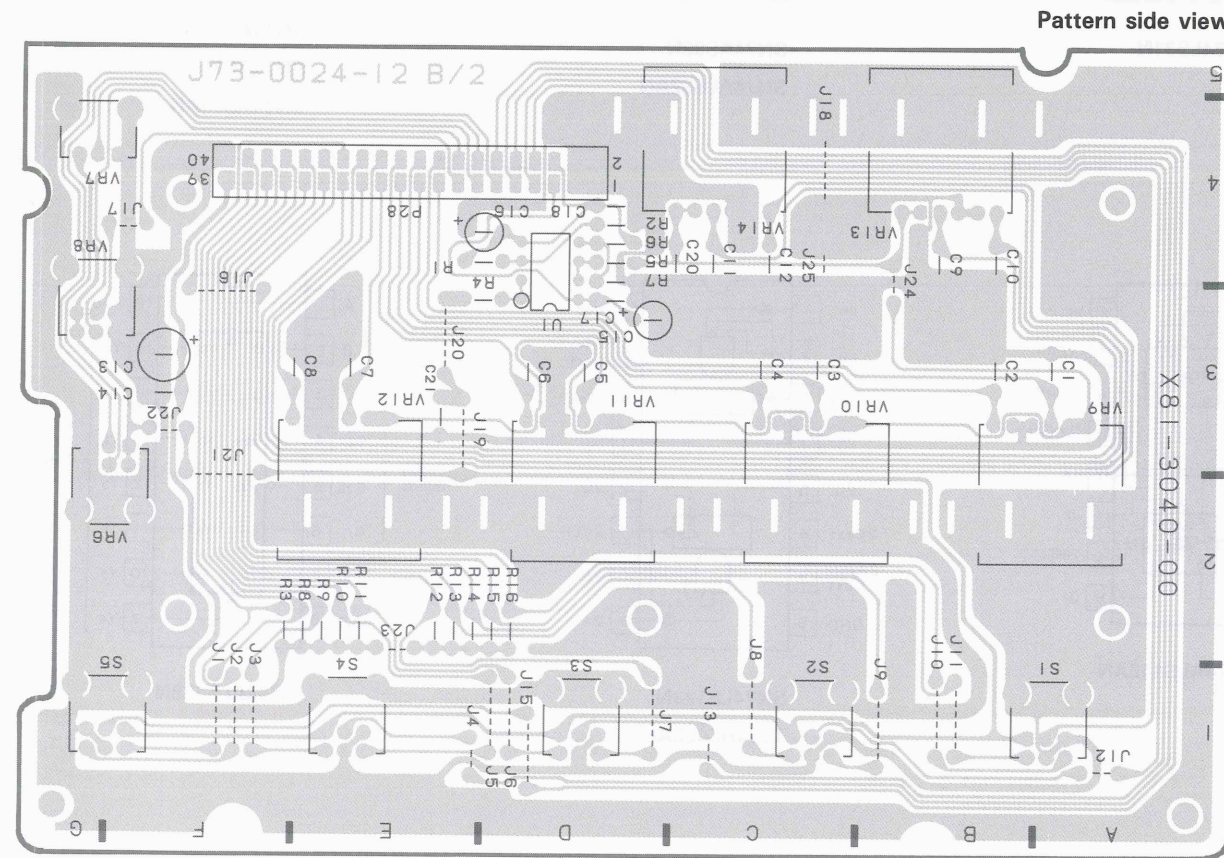 Pattern side view
J73-0024-12 B/2
5
J18
40
2
39
1
4
VR7
J17
P28
C16
C18
R2
VR14
VR13
VR8
R1
R6
R5
R7
C20
C11
C12
J25
J24
C9
C10
J16
R4
U1
C17
C15
J20
C13
C14
J22
C8
C7
VR12
C21
J19
C6
C5
VR11
C4
C3
VR10
C2
C1
VR9
3
X81-3040-00
J21
VR6
2
R3
R8
R9
R10
R11
R12
R13
R14
R15
R16
J23
S5
J1
J2
J3
S4
J15
S3
J8
S2
J9
J10
J11
S1
J4
J7
J13
J5
J6
J12
1
G
F
E
D
C
B
A